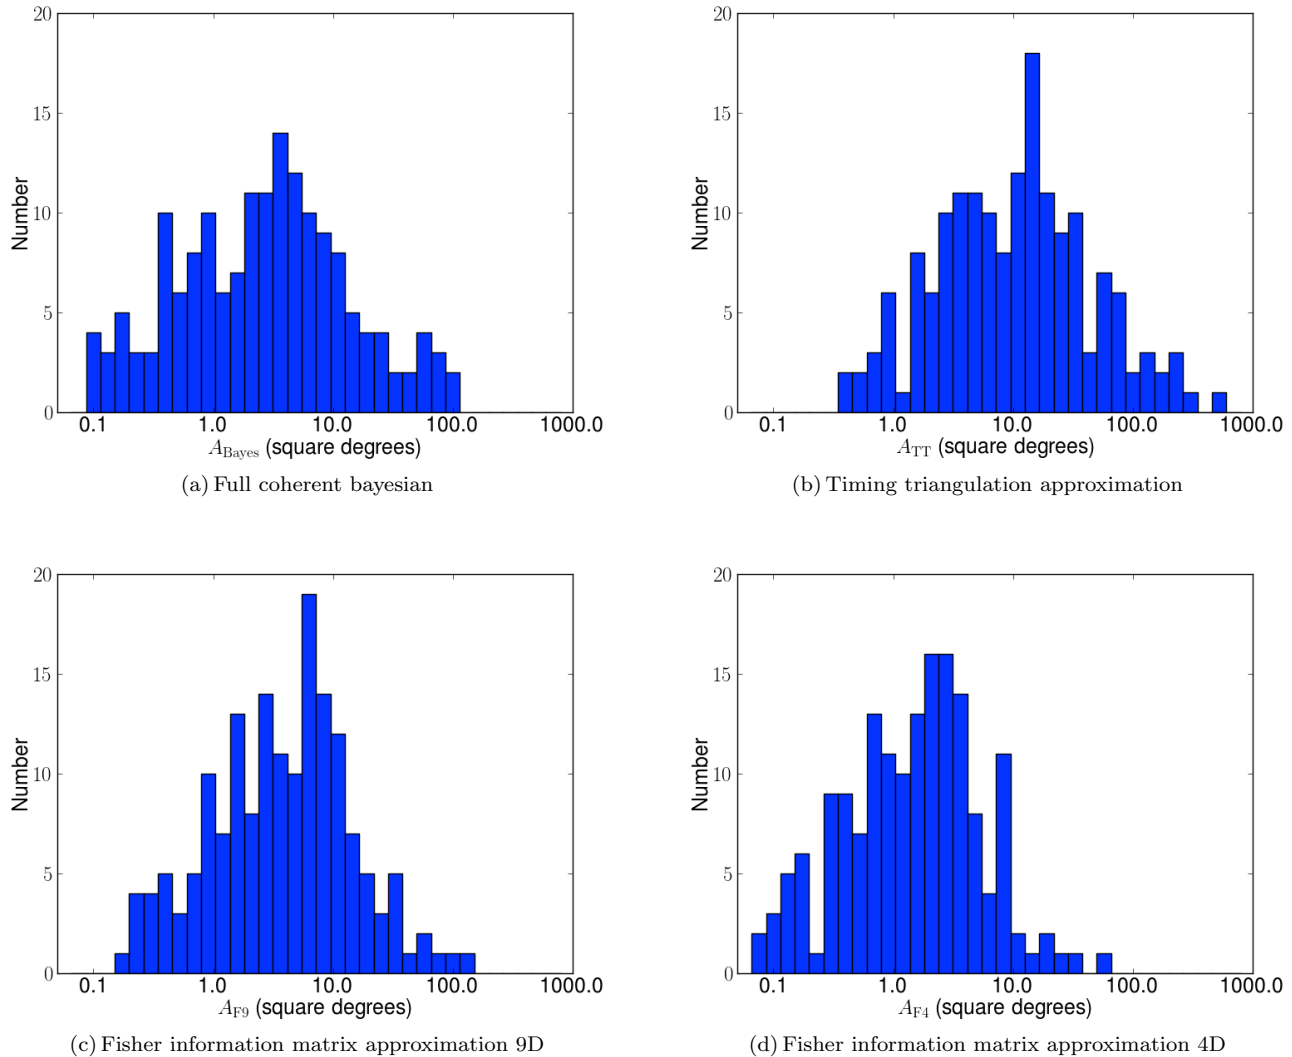 20
15
10
5
0
Number
0.1 1.0 10.0 100.0 1000.0
A_Bayes (square degrees)
(a) Full coherent bayesian
20
15
10
5
0
Number
0.1 1.0 10.0 100.0 1000.0
A_TT (square degrees)
(b) Timing triangulation approximation
20
15
10
5
0
Number
0.1 1.0 10.0 100.0 1000.0
A_F9 (square degrees)
(c) Fisher information matrix approximation 9D
20
15
10
5
0
Number
0.1 1.0 10.0 100.0 1000.0
A_F4 (square degrees)
(d) Fisher information matrix approximation 4D